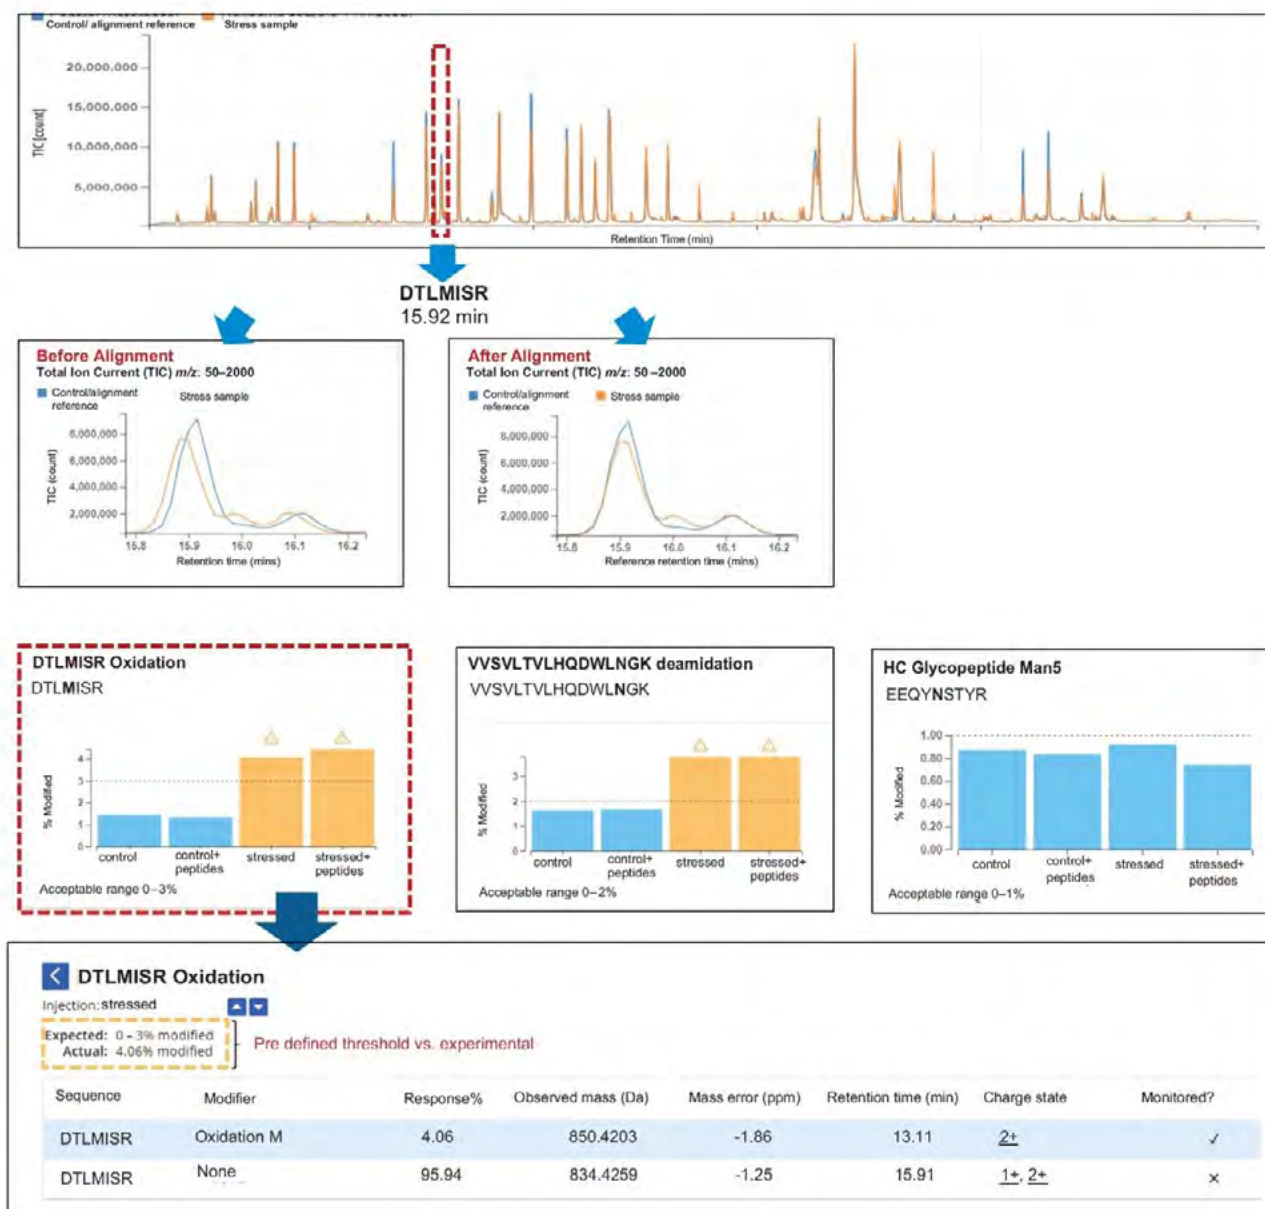 Control/ alignment reference Stress sample
20,000,000
15,000,000
10,000,000
5,000,000
TIC [count]
Retention Time (min)
DTLMISR
15.92 min
Before Alignment
Total Ion Current (TIC) m/z: 50–2000
Control/alignment reference Stress sample
8,000,000
6,000,000
4,000,000
2,000,000
TIC (count)
15.8 15.9 16.0 16.1 16.2
Retention time (mins)
After Alignment
Total Ion Current (TIC) m/z: 50–2000
Control/alignment reference Stress sample
8,000,000
6,000,000
4,000,000
2,000,000
TIC (count)
15.8 15.9 16.0 16.1 16.2
Reference retention time (mins)
DTLMISR Oxidation
DTLMISR
4
3
2
1
0
% Modified
control control+ peptides stressed stressed+ peptides
Acceptable range 0–3%
VVSVLTVLHQDWLNGK deamidation
VVSVLTVLHQDWLNGK
3
2
1
0
% Modified
control control+ peptides stressed stressed+ peptides
Acceptable range 0–2%
HC Glycopeptide Man5
EEQYNSTYR
1.00
0.80
0.60
0.40
0.20
0.00
% Modified
control control+ peptides stressed stressed+ peptides
Acceptable range 0–1%
DTLMISR Oxidation
Injection: stressed
Expected: 0 – 3% modified
Actual: 4.06% modified
Pre defined threshold vs. experimental
Sequence Modifier Response% Observed mass (Da) Mass error (ppm) Retention time (min) Charge state Monitored?
DTLMISR Oxidation M 4.06 850.4203 -1.86 13.11 2+ ✓
DTLMISR None 95.94 834.4259 -1.25 15.91 1+, 2+ ×